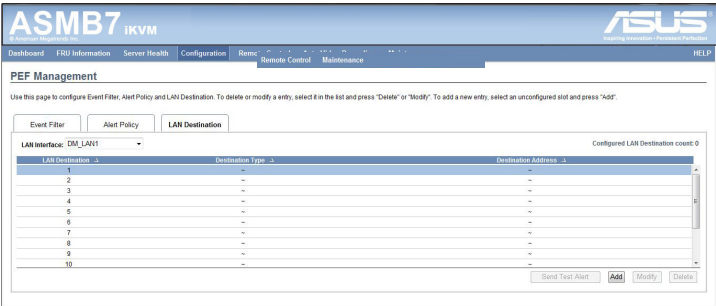 ASMB7 iKVM
© American Megatrends Inc.
ASUS
Inspiring Innovation • Persistent Perfection
Dashboard FRU Information Server Health Configuration HELP
Remote Control Maintenance
PEF Management
Use this page to configure Event Filter, Alert Policy and LAN Destination. To delete or modify a entry, select it in the list and press "Delete" or "Modify". To add a new entry, select an unconfigured slot and press "Add".
Event Filter Alert Policy LAN Destination
LAN Interface: DM_LAN1 Configured LAN Destination count: 0
LAN Destination Destination Type Destination Address
1 ~ ~
2 ~ ~
3 ~ ~
4 ~ ~
5 ~ ~
6 ~ ~
7 ~ ~
8 ~ ~
9 ~ ~
10 ~ ~
Send Test Alert Add Modify Delete